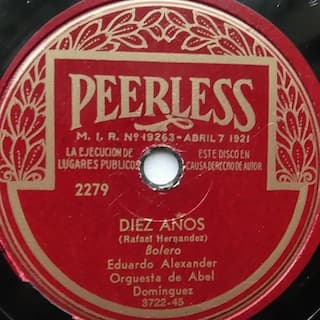 PEERLESS
M. I. R. Nº 19263 - ABRIL 7 1921
LA EJECUCION DE
LUGARES PUBLICOS
ESTE DISCO EN
CAUSA DERECHO DE AUTOR
2279
DIEZ AÑOS
(Rafael Hernandez)
Bolero
Eduardo Alexander
Orguesta de Abel
Dominguez
3722-45